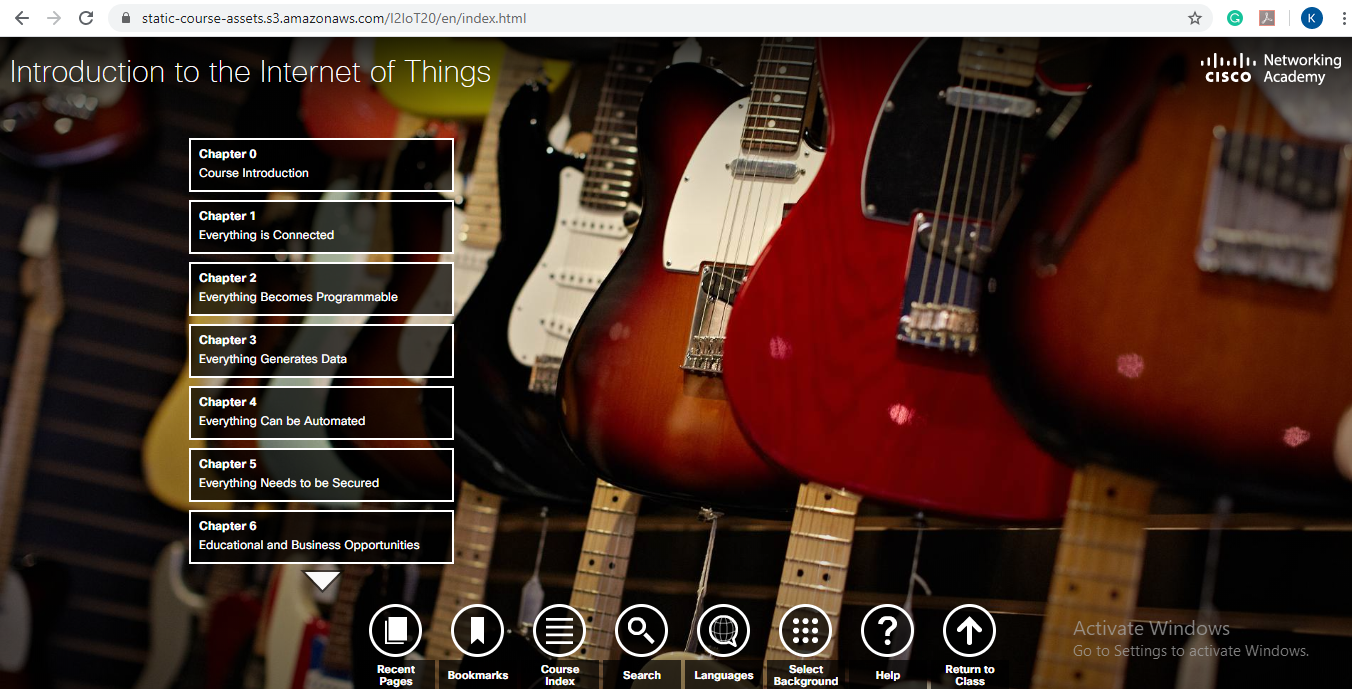 static-course-assets.s3.amazonaws.com/I2IoT20/en/index.html
K
Introduction to the Internet of Things
CISCO Networking Academy
Chapter 0
Course Introduction
Chapter 1
Everything is Connected
Chapter 2
Everything Becomes Programmable
Chapter 3
Everything Generates Data
Chapter 4
Everything Can be Automated
Chapter 5
Everything Needs to be Secured
Chapter 6
Educational and Business Opportunities
Recent
Pages
Bookmarks
Course
Index
Search
Languages
Select
Background
Help
Return to
Class
Activate Windows
Go to Settings to activate Windows.